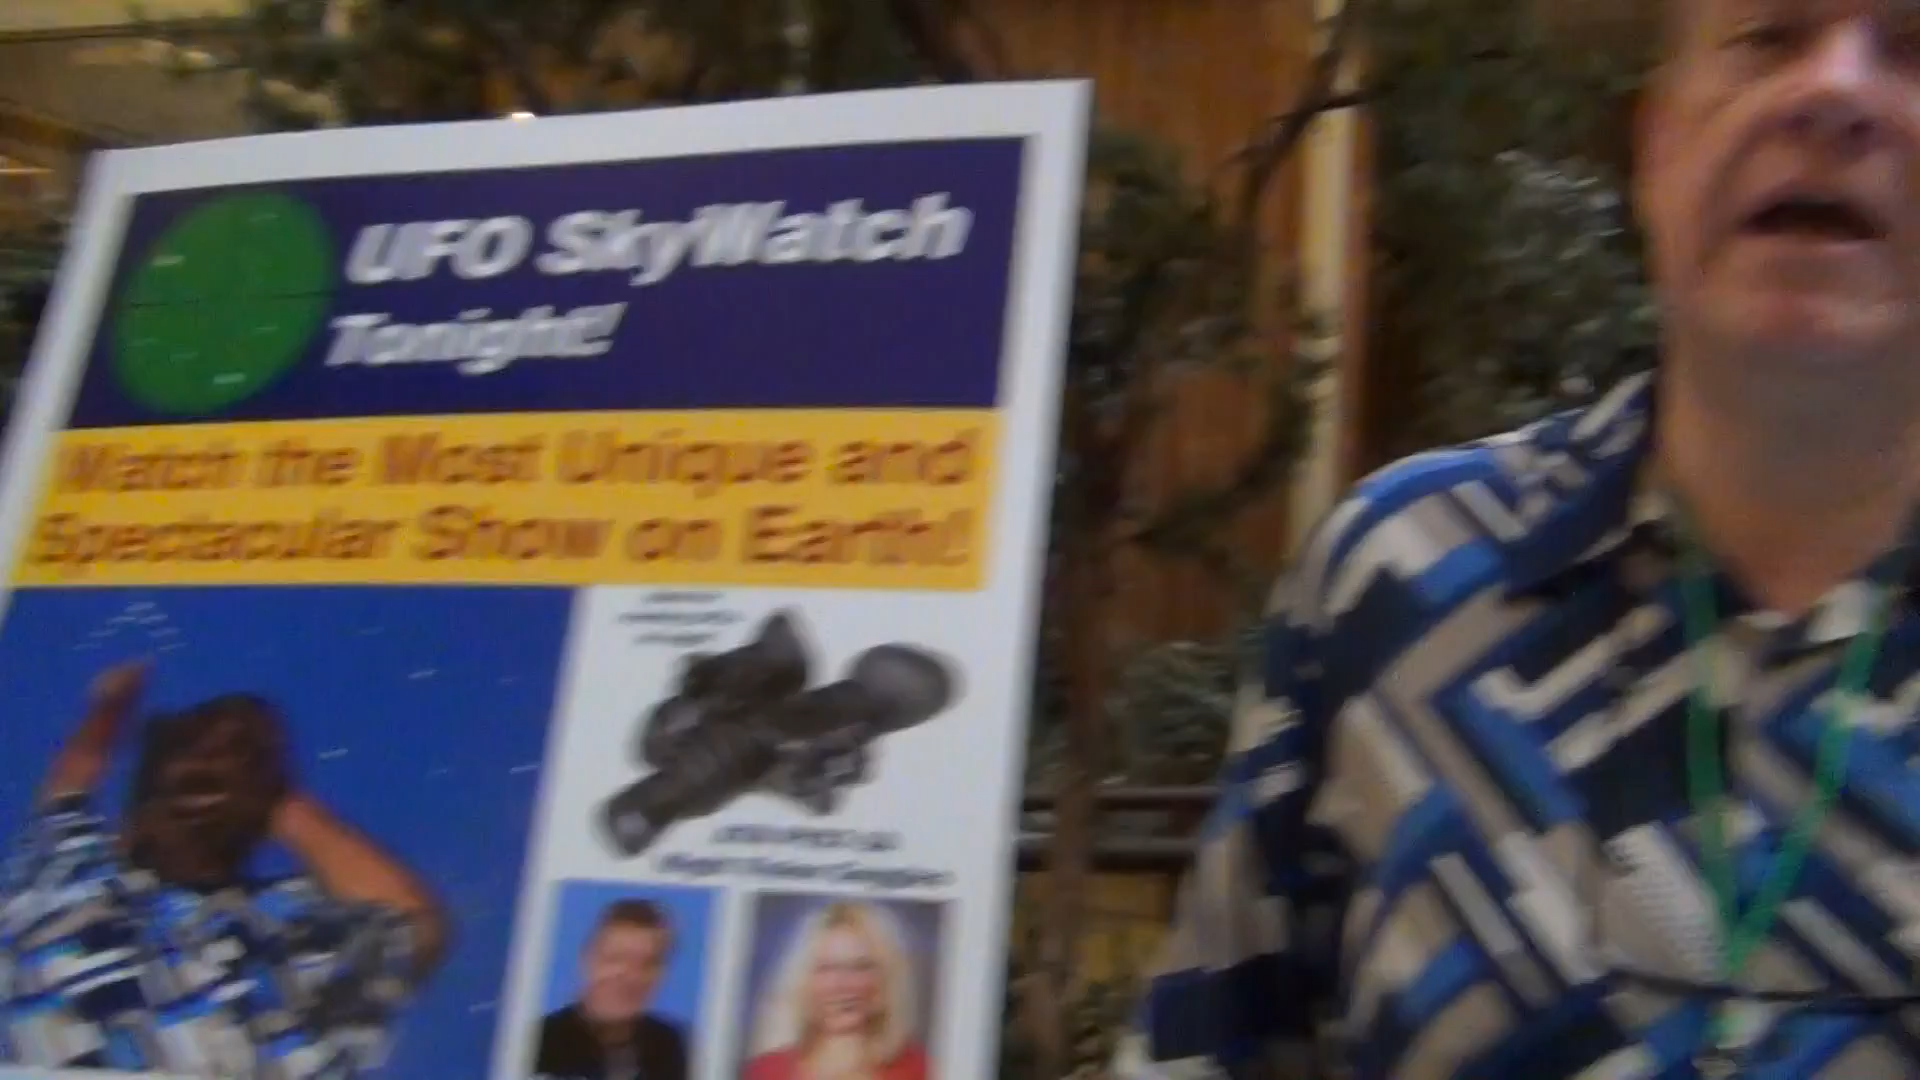 UFO SkyWatch
Tonight!
Watch the Most Unique and
Spectacular Show on Earth!